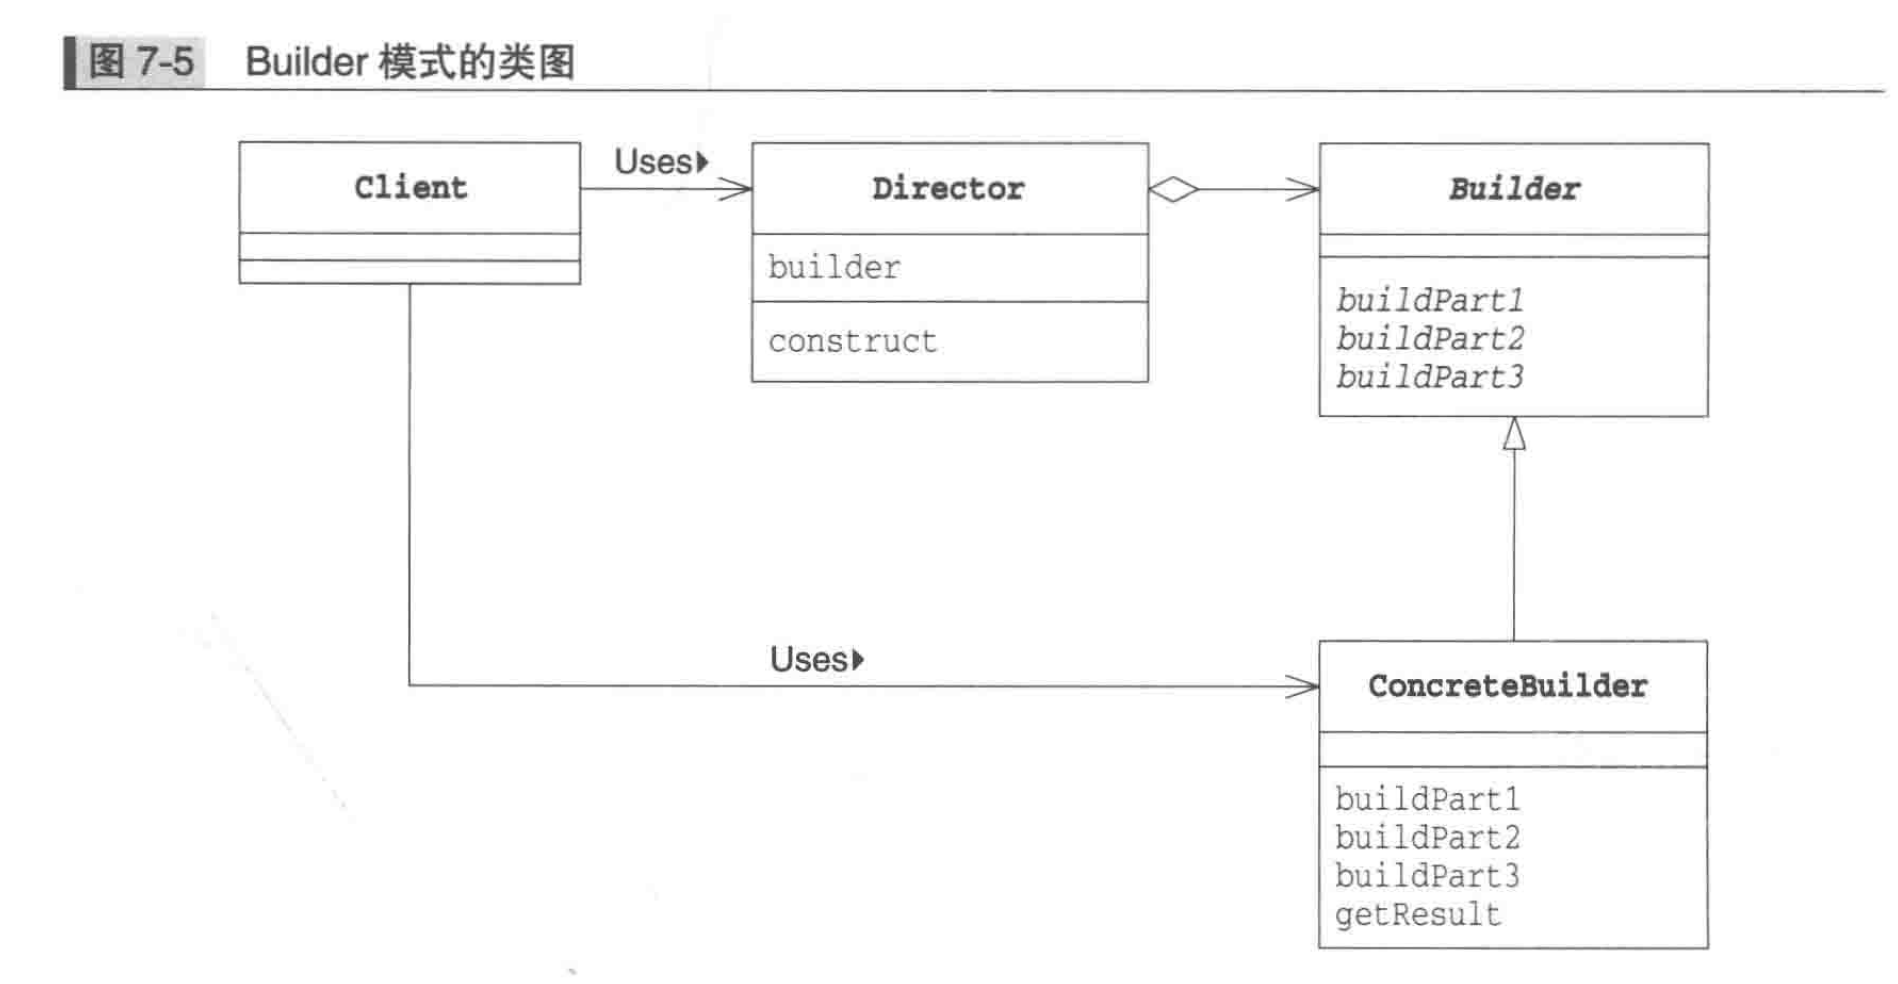 图 7-5 Builder 模式的类图
Client
Uses▶
Director
builder
construct
Builder
buildPart1
buildPart2
buildPart3
Uses▶
ConcreteBuilder
buildPart1
buildPart2
buildPart3
getResult